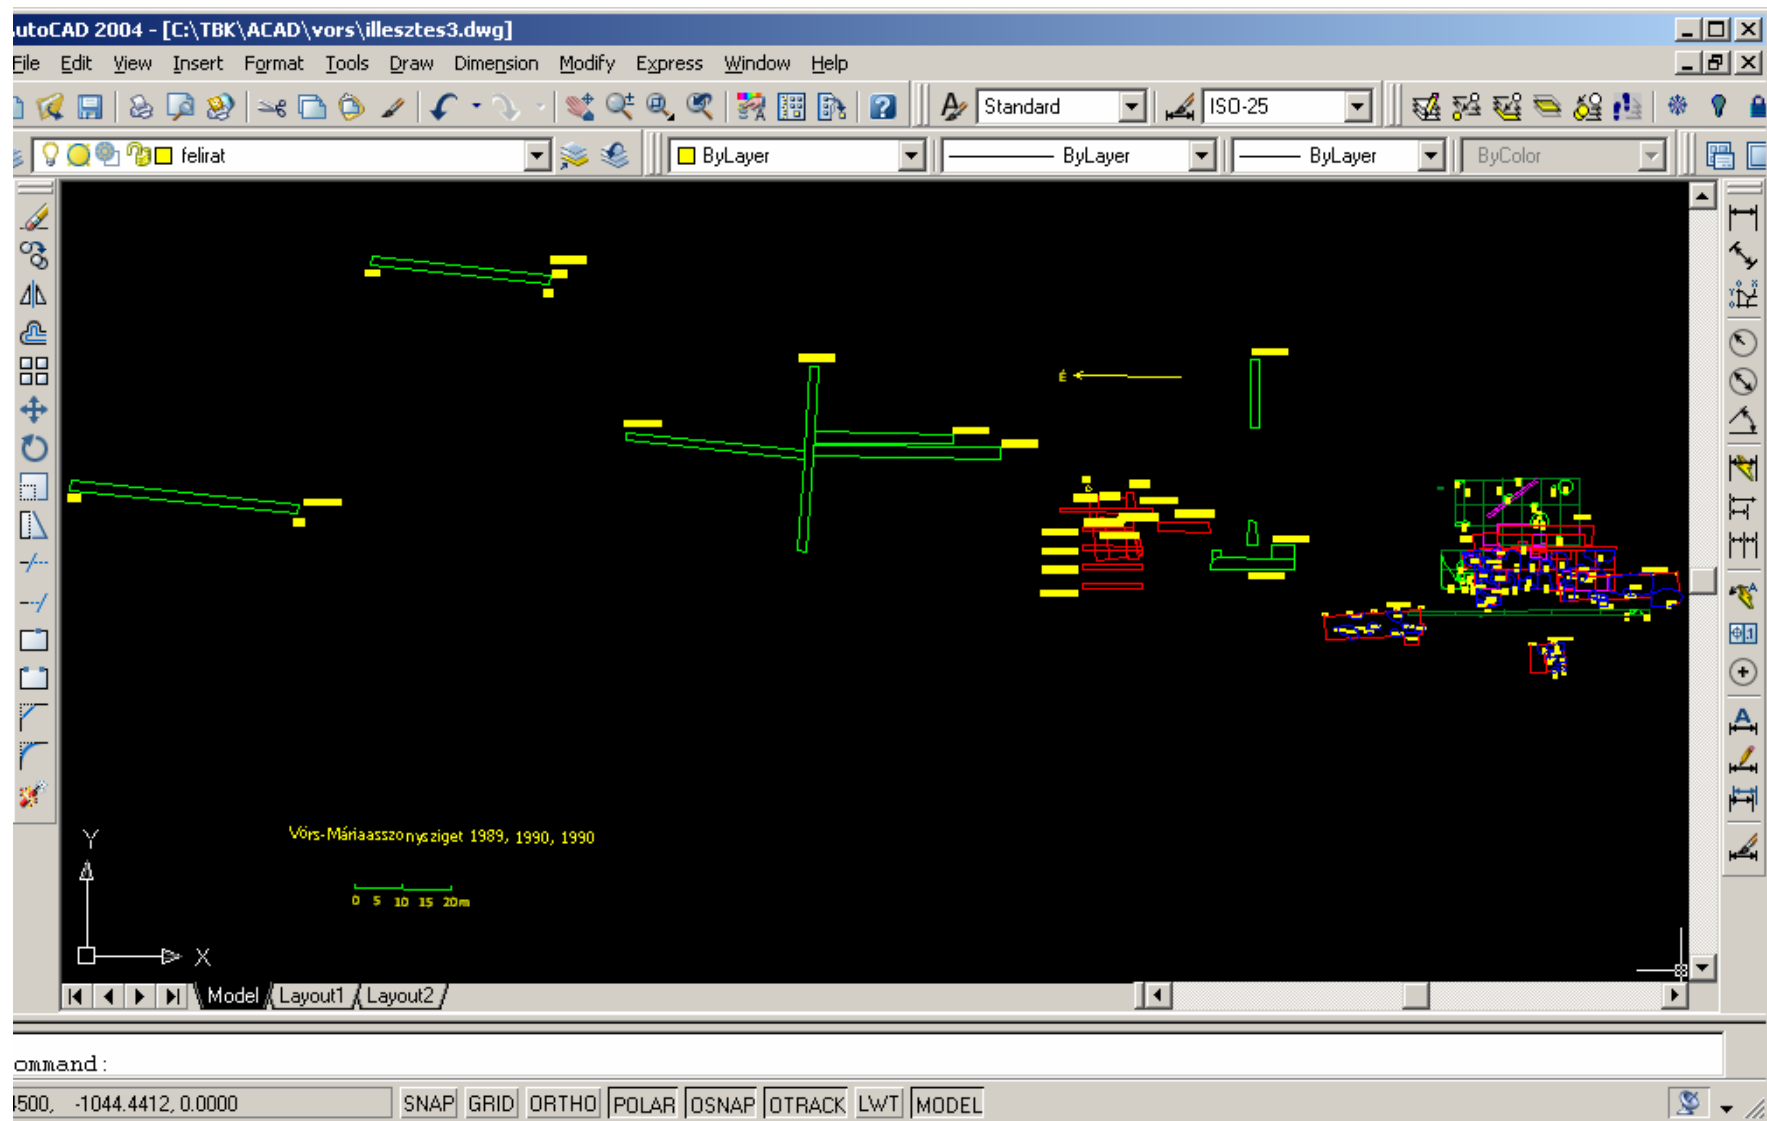 utoCAD 2004 - [C:\TBK\ACAD\vors\illesztes3.dwg]
File Edit View Insert Format Tools Draw Dimension Modify Express Window Help
Standard ISO-25
felirat ByLayer ByLayer ByLayer ByColor
É
Vörs-Máriaasszonysziget 1989, 1990, 1990
0 5 10 15 20m
Y
X
Model Layout1 Layout2
ommand:
4500, -1044.4412, 0.0000 SNAP GRID ORTHO POLAR OSNAP OTRACK LWT MODEL